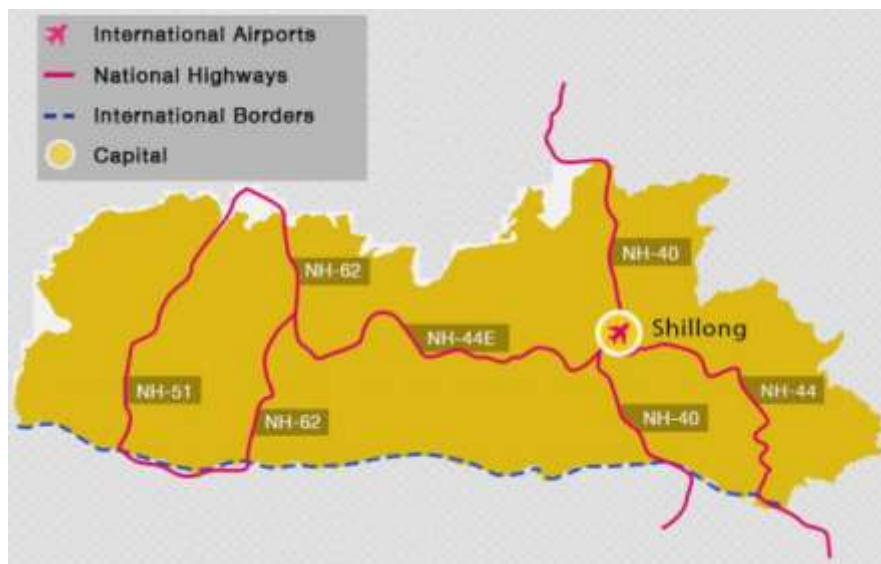 International Airports
National Highways
International Borders
Capital
NH-40
NH-62
Shillong
NH-44E
NH-51
NH-44
NH-62
NH-40